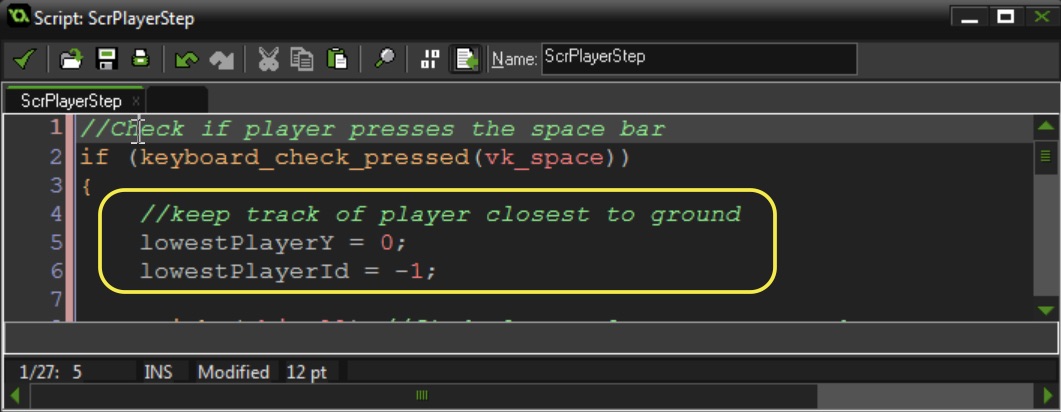 Script: ScrPlayerStep
Name: ScrPlayerStep
ScrPlayerStep ×
1 //Check if player presses the space bar
2 if (keyboard_check_pressed(vk_space))
3 {
4 //keep track of player closest to ground
5 lowestPlayerY = 0;
6 lowestPlayerId = -1;
7
1/27: 5 INS Modified 12 pt